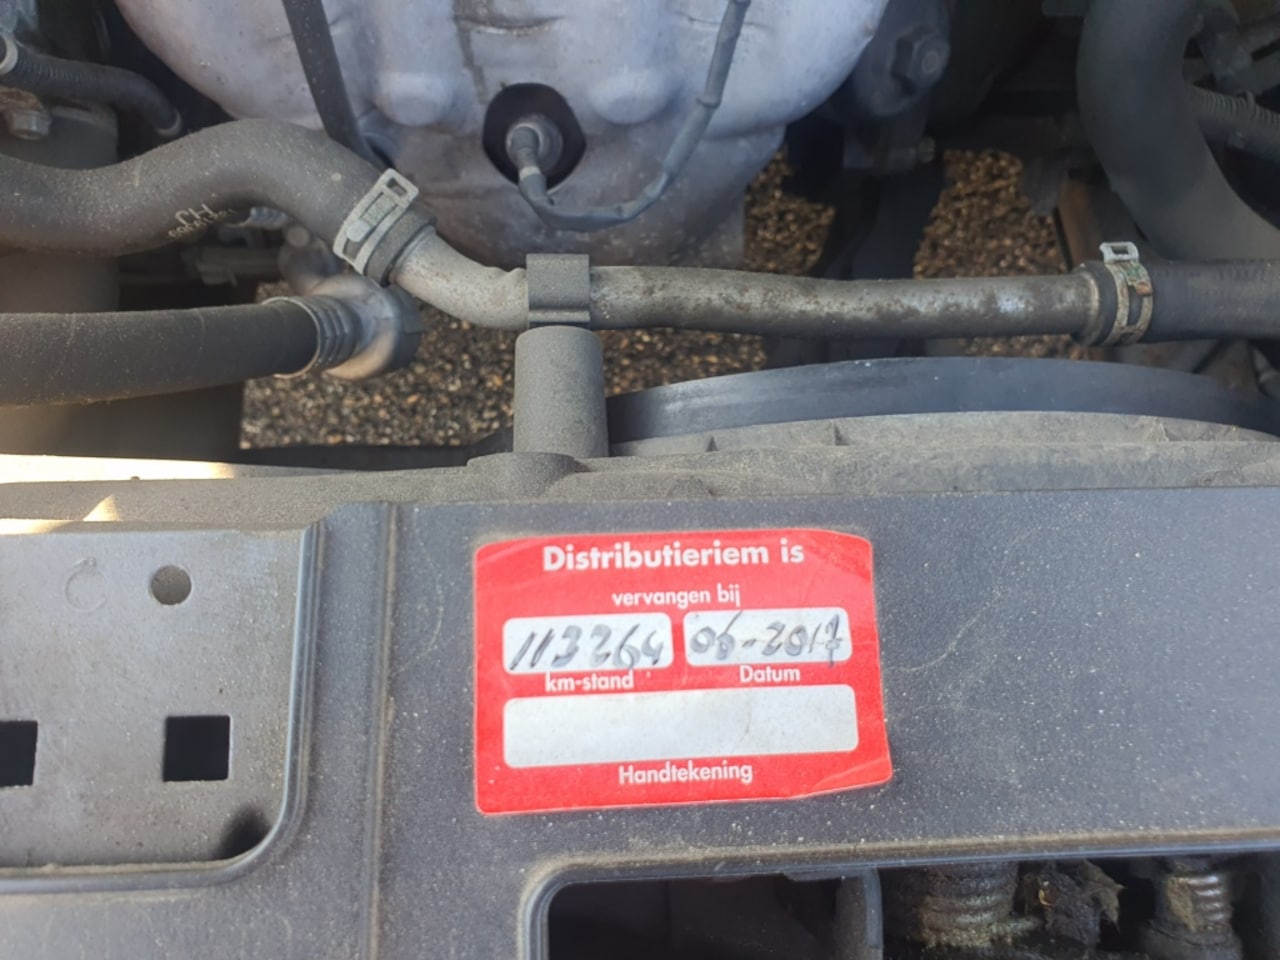 Distributieriem is
vervangen bij
113264 06-2017
km-stand Datum
Handtekening